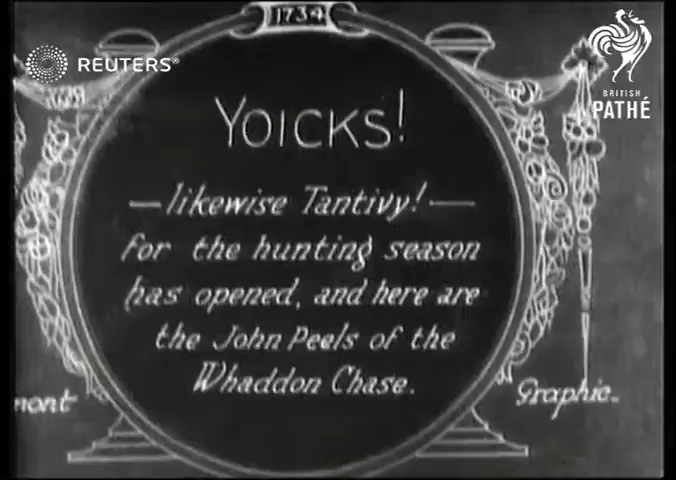 1734
REUTERS
BRITISH
PATHÉ
YOICKS!
—likewise Tantivy!—
for the hunting season
has opened, and here are
the John Peels of the
Whaddon Chase.
mont
Graphic.